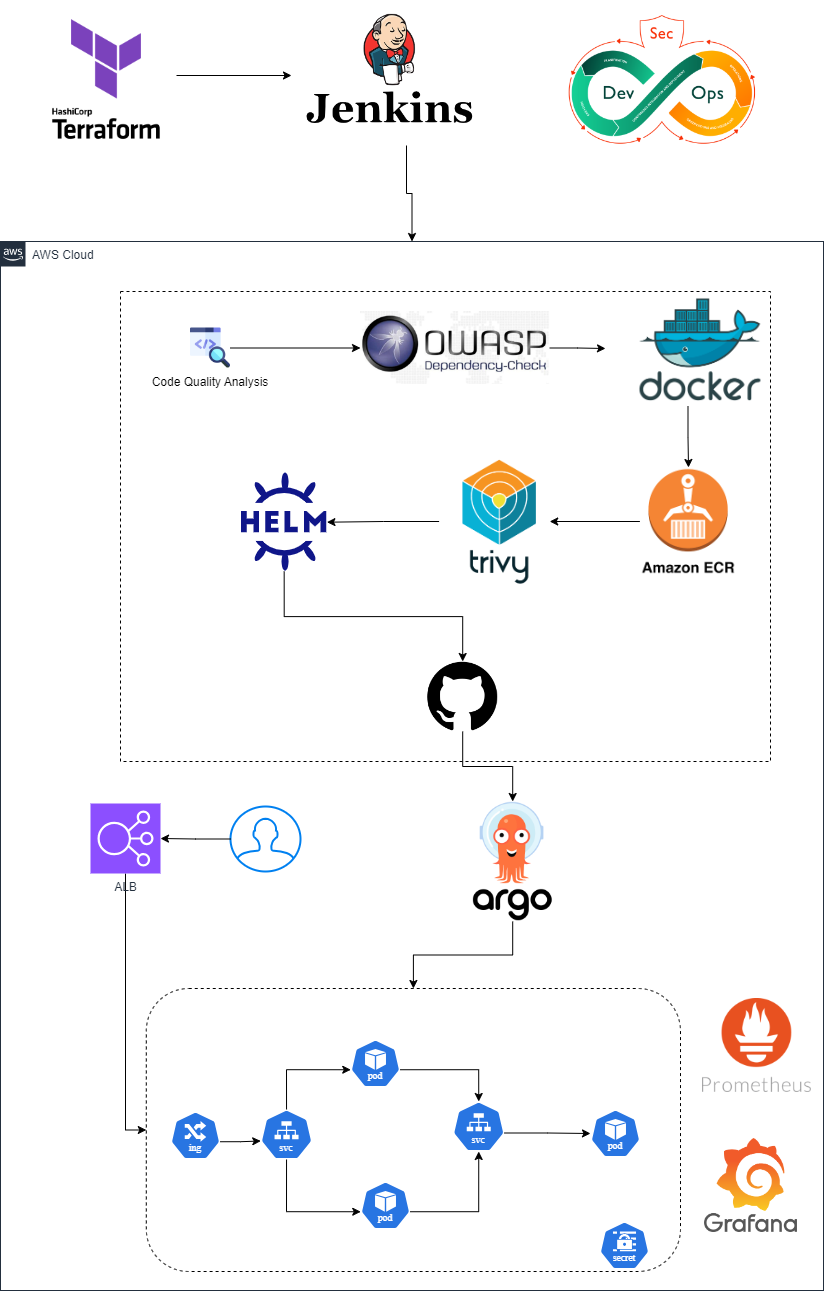 HashiCorp
Terraform
Jenkins
Sec
Dev
Ops
aws
AWS Cloud
Code Quality Analysis
OWASP
Dependency-Check
docker
HELM
trivy
Amazon ECR
ALB
argo
ing
svc
pod
pod
svc
pod
secret
Prometheus
Grafana